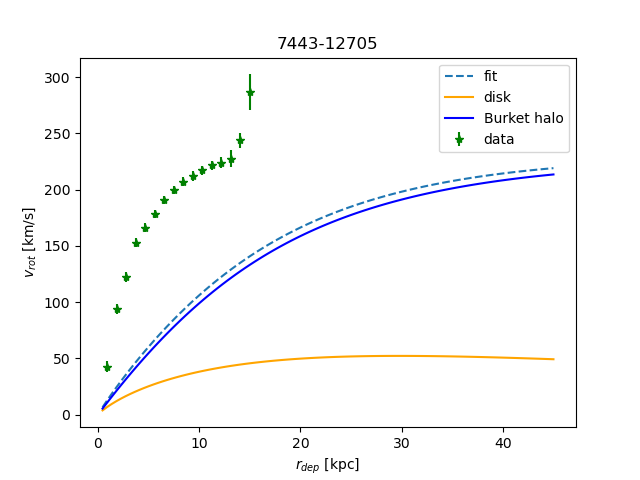 7443-12705
300
250
200
150
100
50
0
v_rot [km/s]
fit
disk
Burket halo
data
0 10 20 30 40
r_dep [kpc]